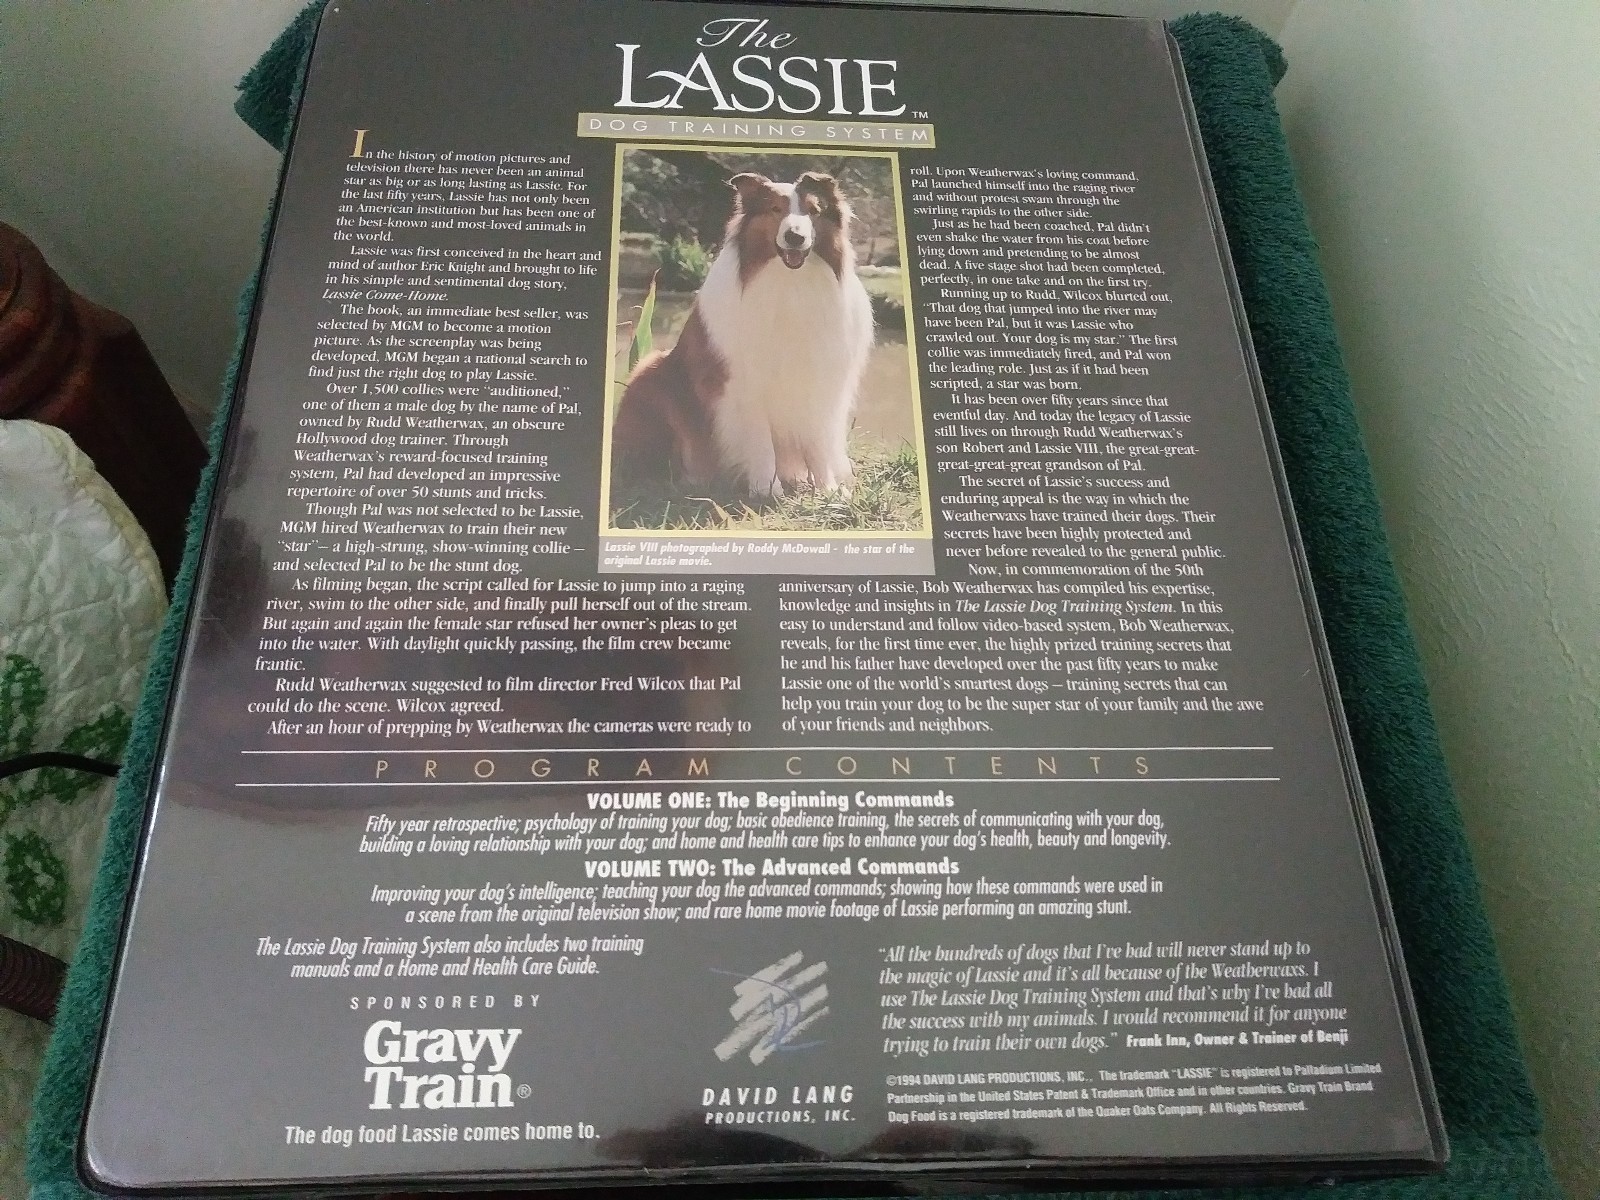 The
LASSIE™
DOG TRAINING SYSTEM
In the history of motion pictures and
television there has never been an animal
star as big or as long lasting as Lassie. For
the last fifty years, Lassie has not only been
an American institution but has been one of
the best-known and most-loved animals in
the world.
Lassie was first conceived in the heart and
mind of author Eric Knight and brought to life
in his simple and sentimental dog story,
Lassie Come-Home.
The book, an immediate best seller, was
selected by MGM to become a motion
picture. As the screenplay was being
developed, MGM began a national search to
find just the right dog to play Lassie.
Over 1,500 collies were "auditioned,"
one of them a male dog by the name of Pal,
owned by Rudd Weatherwax, an obscure
Hollywood dog trainer. Through
Weatherwax's reward-focused training
system, Pal had developed an impressive
repertoire of over 50 stunts and tricks.
Though Pal was not selected to be Lassie,
MGM hired Weatherwax to train their new
"star"– a high-strung, show-winning collie –
and selected Pal to be the stunt dog.
As filming began, the script called for Lassie to jump into a raging
river, swim to the other side, and finally pull herself out of the stream.
But again and again the female star refused her owner's pleas to get
into the water. With daylight quickly passing, the film crew became
frantic.
Rudd Weatherwax suggested to film director Fred Wilcox that Pal
could do the scene. Wilcox agreed.
After an hour of prepping by Weatherwax the cameras were ready to
Lassie VIII photographed by Roddy McDowall - the star of the
original Lassie movie.
roll. Upon Weatherwax's loving command,
Pal launched himself into the raging river
and without protest swam through the
swirling rapids to the other side.
Just as he had been coached, Pal didn't
even shake the water from his coat before
lying down and pretending to be almost
dead. A five stage shot had been completed,
perfectly, in one take and on the first try.
Running up to Rudd, Wilcox blurted out,
"That dog that jumped into the river may
have been Pal, but it was Lassie who
crawled out. Your dog is my star." The first
collie was immediately fired, and Pal won
the leading role. Just as if it had been
scripted, a star was born.
It has been over fifty years since that
eventful day. And today the legacy of Lassie
still lives on through Rudd Weatherwax's
son Robert and Lassie VIII, the great-great-
great-great-great grandson of Pal.
The secret of Lassie's success and
enduring appeal is the way in which the
Weatherwaxs have trained their dogs. Their
secrets have been highly protected and
never before revealed to the general public.
Now, in commemoration of the 50th
anniversary of Lassie, Bob Weatherwax has compiled his expertise,
knowledge and insights in The Lassie Dog Training System. In this
easy to understand and follow video-based system, Bob Weatherwax,
reveals, for the first time ever, the highly prized training secrets that
he and his father have developed over the past fifty years to make
Lassie one of the world's smartest dogs – training secrets that can
help you train your dog to be the super star of your family and the awe
of your friends and neighbors.
PROGRAM CONTENTS
VOLUME ONE: The Beginning Commands
Fifty year retrospective; psychology of training your dog; basic obedience training, the secrets of communicating with your dog,
building a loving relationship with your dog; and home and health care tips to enhance your dog's health, beauty and longevity.
VOLUME TWO: The Advanced Commands
Improving your dog's intelligence; teaching your dog the advanced commands; showing how these commands were used in
a scene from the original television show; and rare home movie footage of Lassie performing an amazing stunt.
The Lassie Dog Training System also includes two training
manuals and a Home and Health Care Guide.
SPONSORED BY
Gravy
Train®
The dog food Lassie comes home to.
DAVID LANG
PRODUCTIONS, INC.
"All the hundreds of dogs that I've had will never stand up to
the magic of Lassie and it's all because of the Weatherwaxs. I
use The Lassie Dog Training System and that's why I've had all
the success with my animals. I would recommend it for anyone
trying to train their own dogs." Frank Inn, Owner & Trainer of Benji
©1994 DAVID LANG PRODUCTIONS, INC., The trademark "LASSIE" is registered to Palladium Limited
Partnership in the United States Patent & Trademark Office and in other countries. Gravy Train Brand
Dog Food is a registered trademark of the Quaker Oats Company. All Rights Reserved.